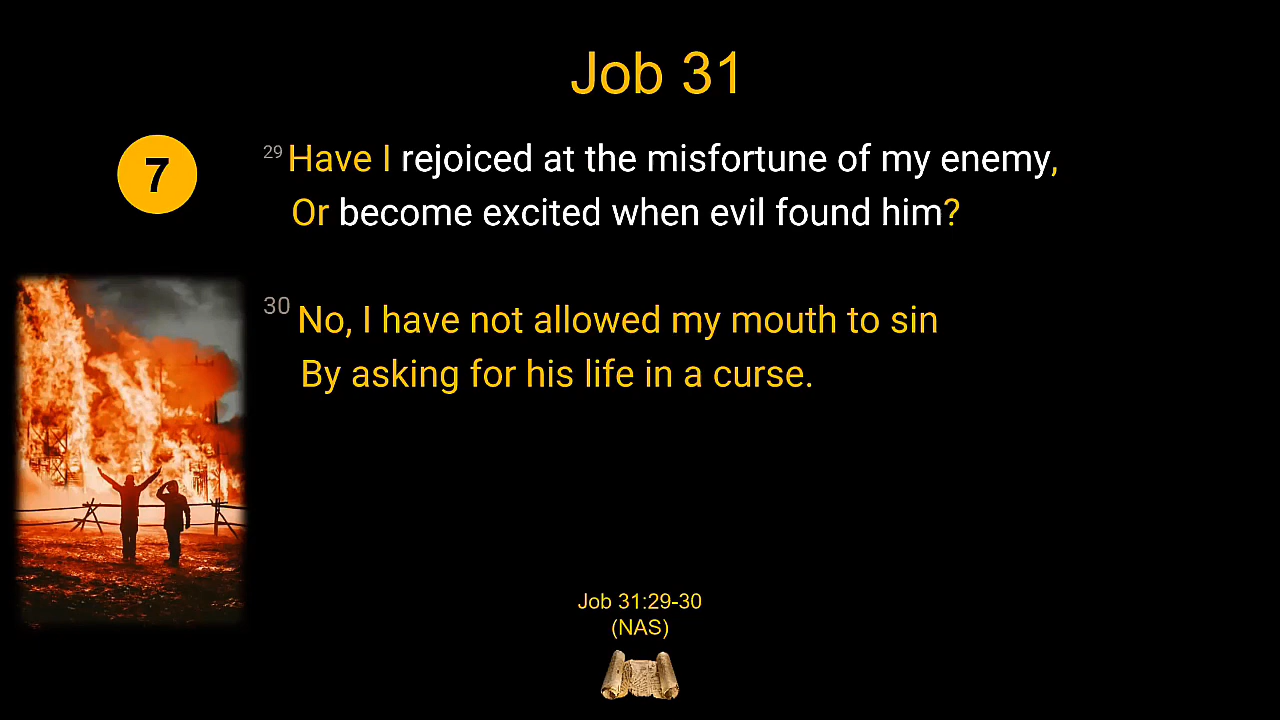 Job 31
7
29 Have I rejoiced at the misfortune of my enemy,
Or become excited when evil found him?
30 No, I have not allowed my mouth to sin
By asking for his life in a curse.
Job 31:29-30
(NAS)